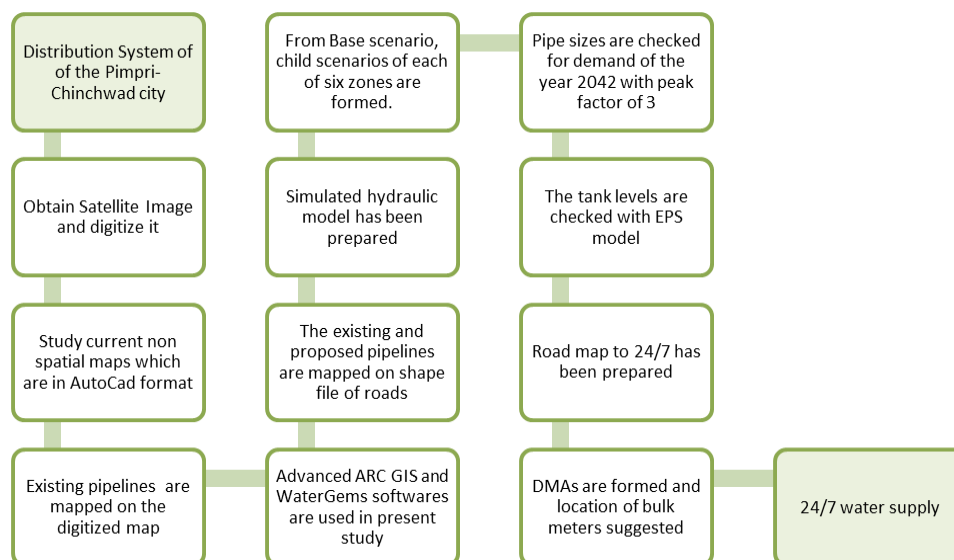 Distribution System of
of the Pimpri-
Chinchwad city
Obtain Satellite Image
and digitize it
Study current non
spatial maps which
are in AutoCad format
Existing pipelines are
mapped on the
digitized map
Advanced ARC GIS and
WaterGems softwares
are used in present
study
The existing and
proposed pipelines
are mapped on shape
file of roads
Simulated hydraulic
model has been
prepared
From Base scenario,
child scenarios of each
of six zones are
formed.
Pipe sizes are checked
for demand of the
year 2042 with peak
factor of 3
The tank levels are
checked with EPS
model
Road map to 24/7 has
been prepared
DMAs are formed and
location of bulk
meters suggested
24/7 water supply